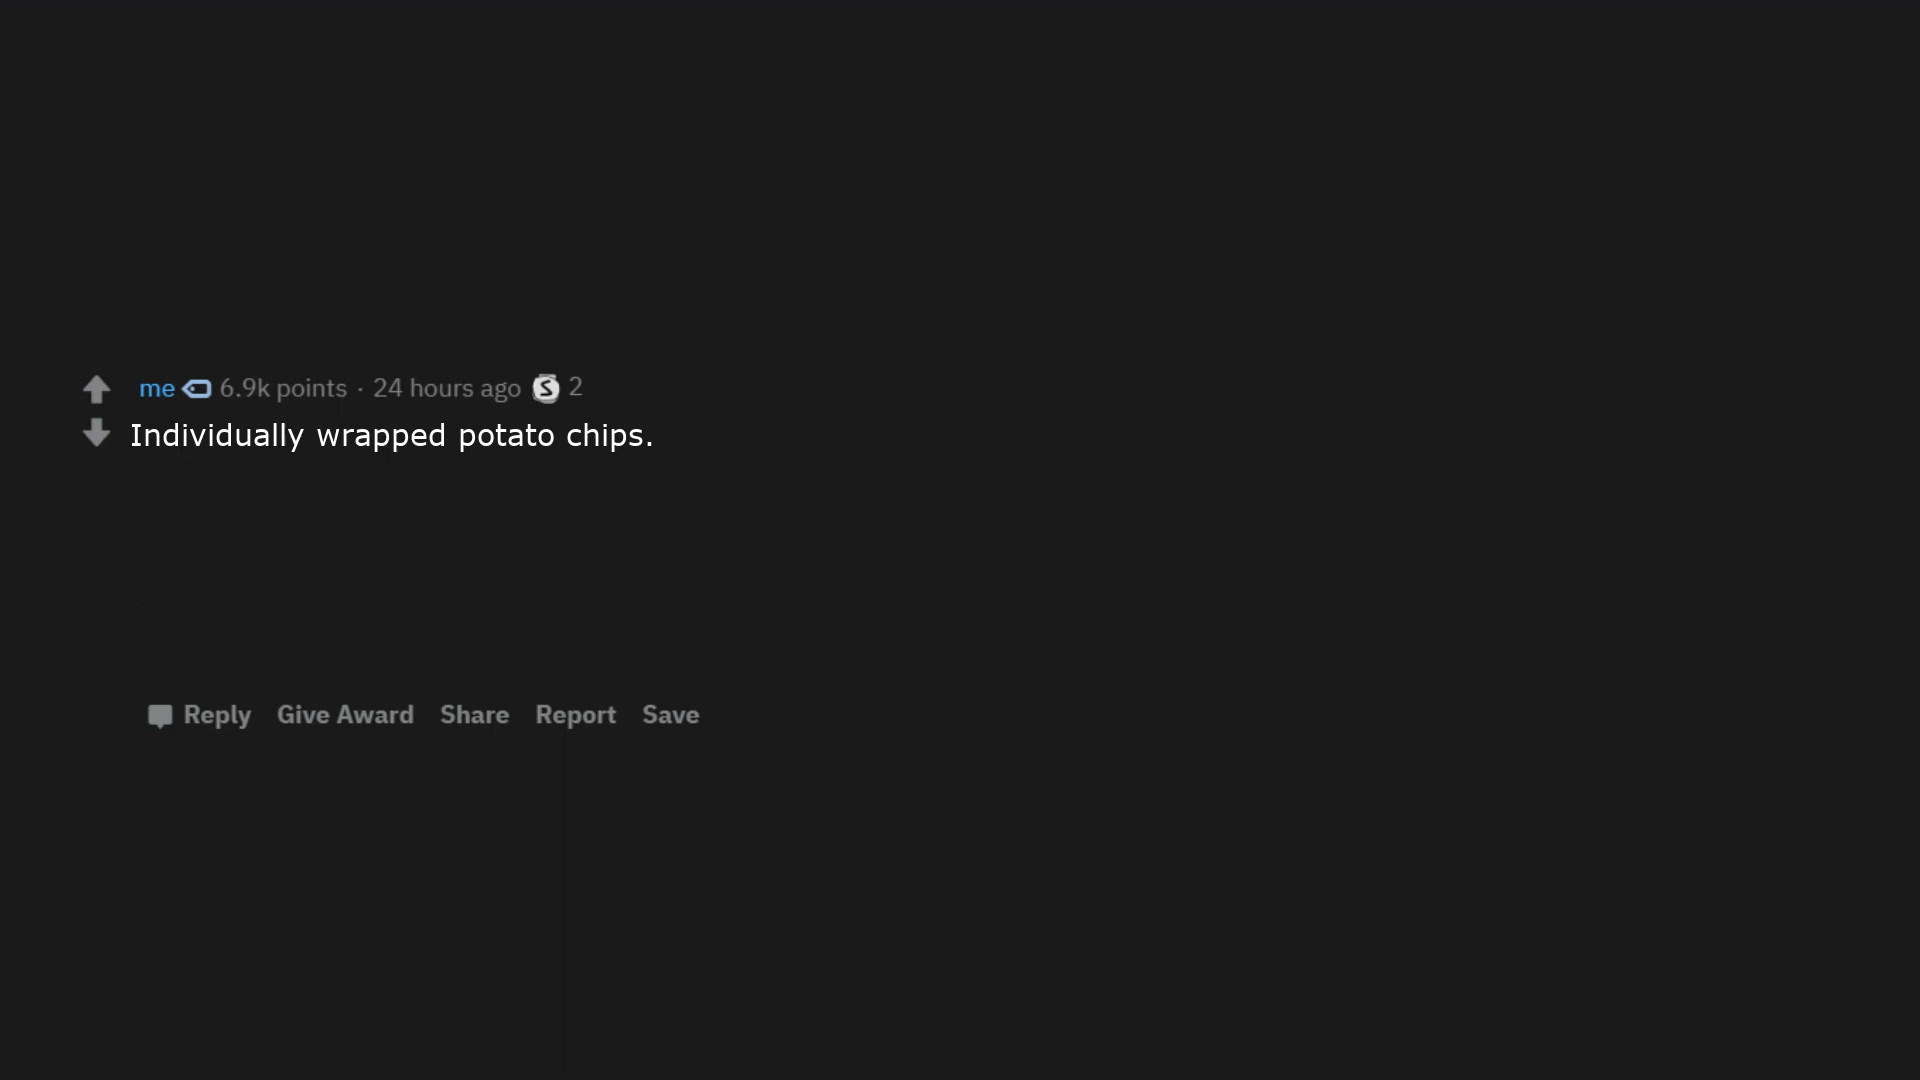 me 6.9k points · 24 hours ago S 2
Individually wrapped potato chips.
Reply Give Award Share Report Save